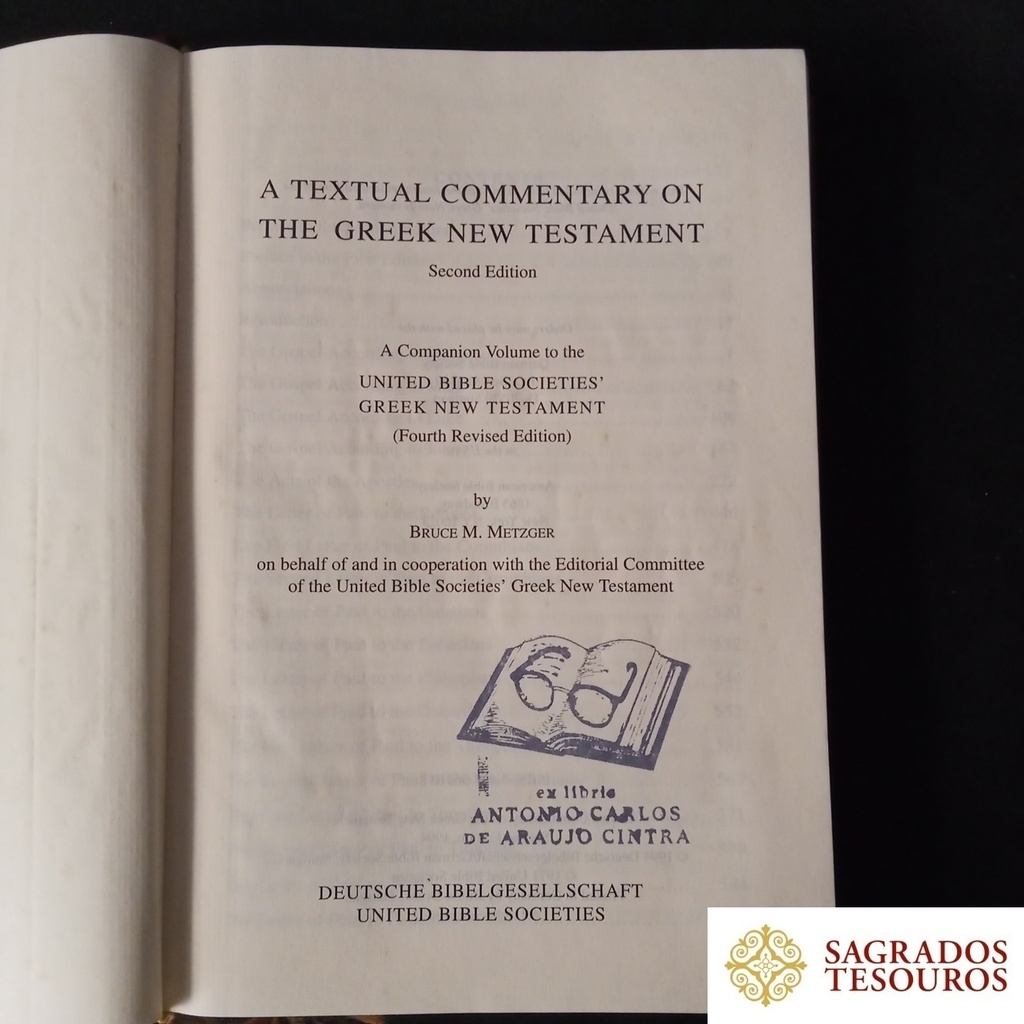 A TEXTUAL COMMENTARY ON
THE GREEK NEW TESTAMENT
Second Edition
A Companion Volume to the
UNITED BIBLE SOCIETIES'
GREEK NEW TESTAMENT
(Fourth Revised Edition)
by
BRUCE M. METZGER
on behalf of and in cooperation with the Editorial Committee
of the United Bible Societies' Greek New Testament
ex libris
ANTONIO CARLOS
DE ARAUJO CINTRA
DEUTSCHE BIBELGESELLSCHAFT
UNITED BIBLE SOCIETIES
SAGRADOS
TESOUROS